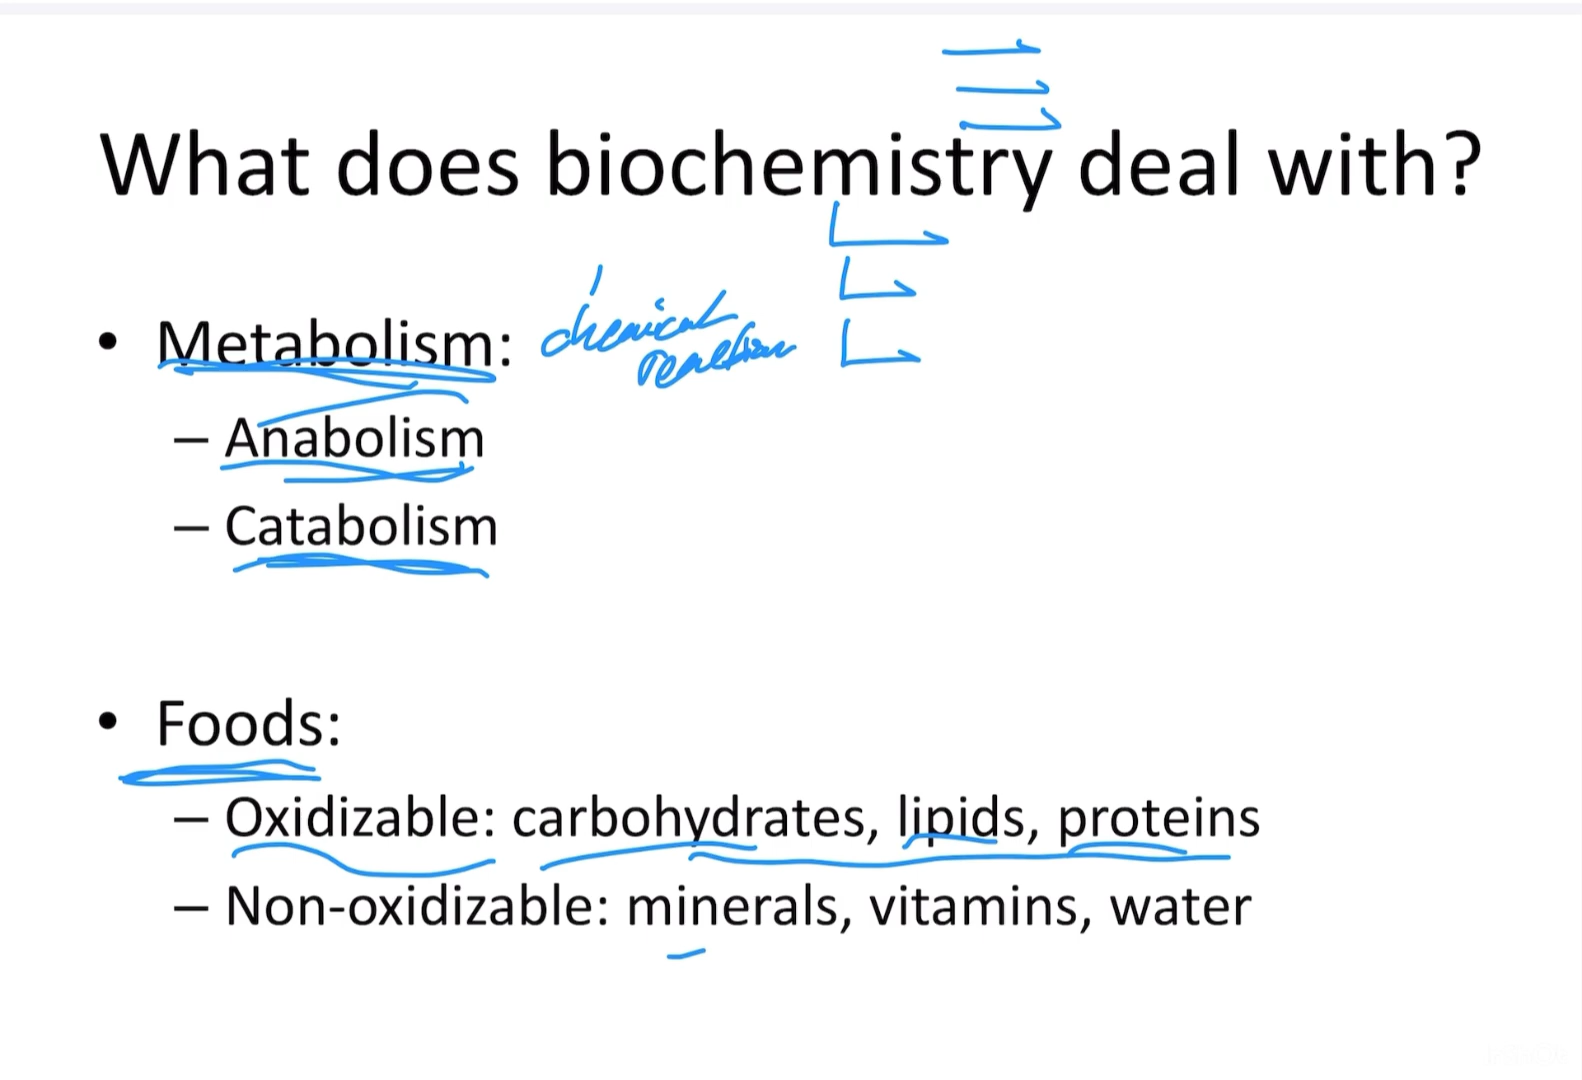 What does biochemistry deal with?
• Metabolism: chemical
reaction
– Anabolism
– Catabolism
• Foods:
– Oxidizable: carbohydrates, lipids, proteins
– Non-oxidizable: minerals, vitamins, water